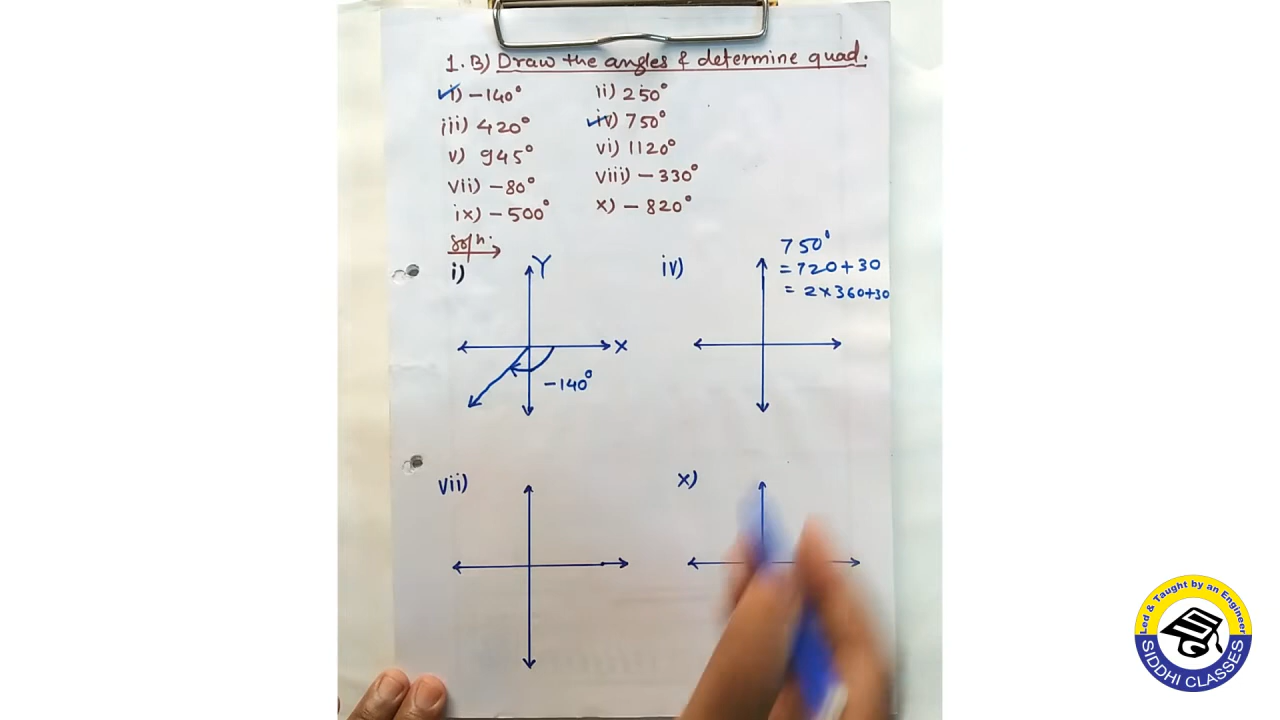 1. B) Draw the angles & determine quad.
i) -140° ii) 250°
iii) 420° iv) 750°
v) 945° vi) 1120°
vii) -80° viii) -330°
ix) -500° x) -820°
Soln.
i)
Y
X
-140°
iv)
750°
=720+30
= 2×360+30
vii)
x)
Led & Taught by an Engineer
SIDDHI CLASSES